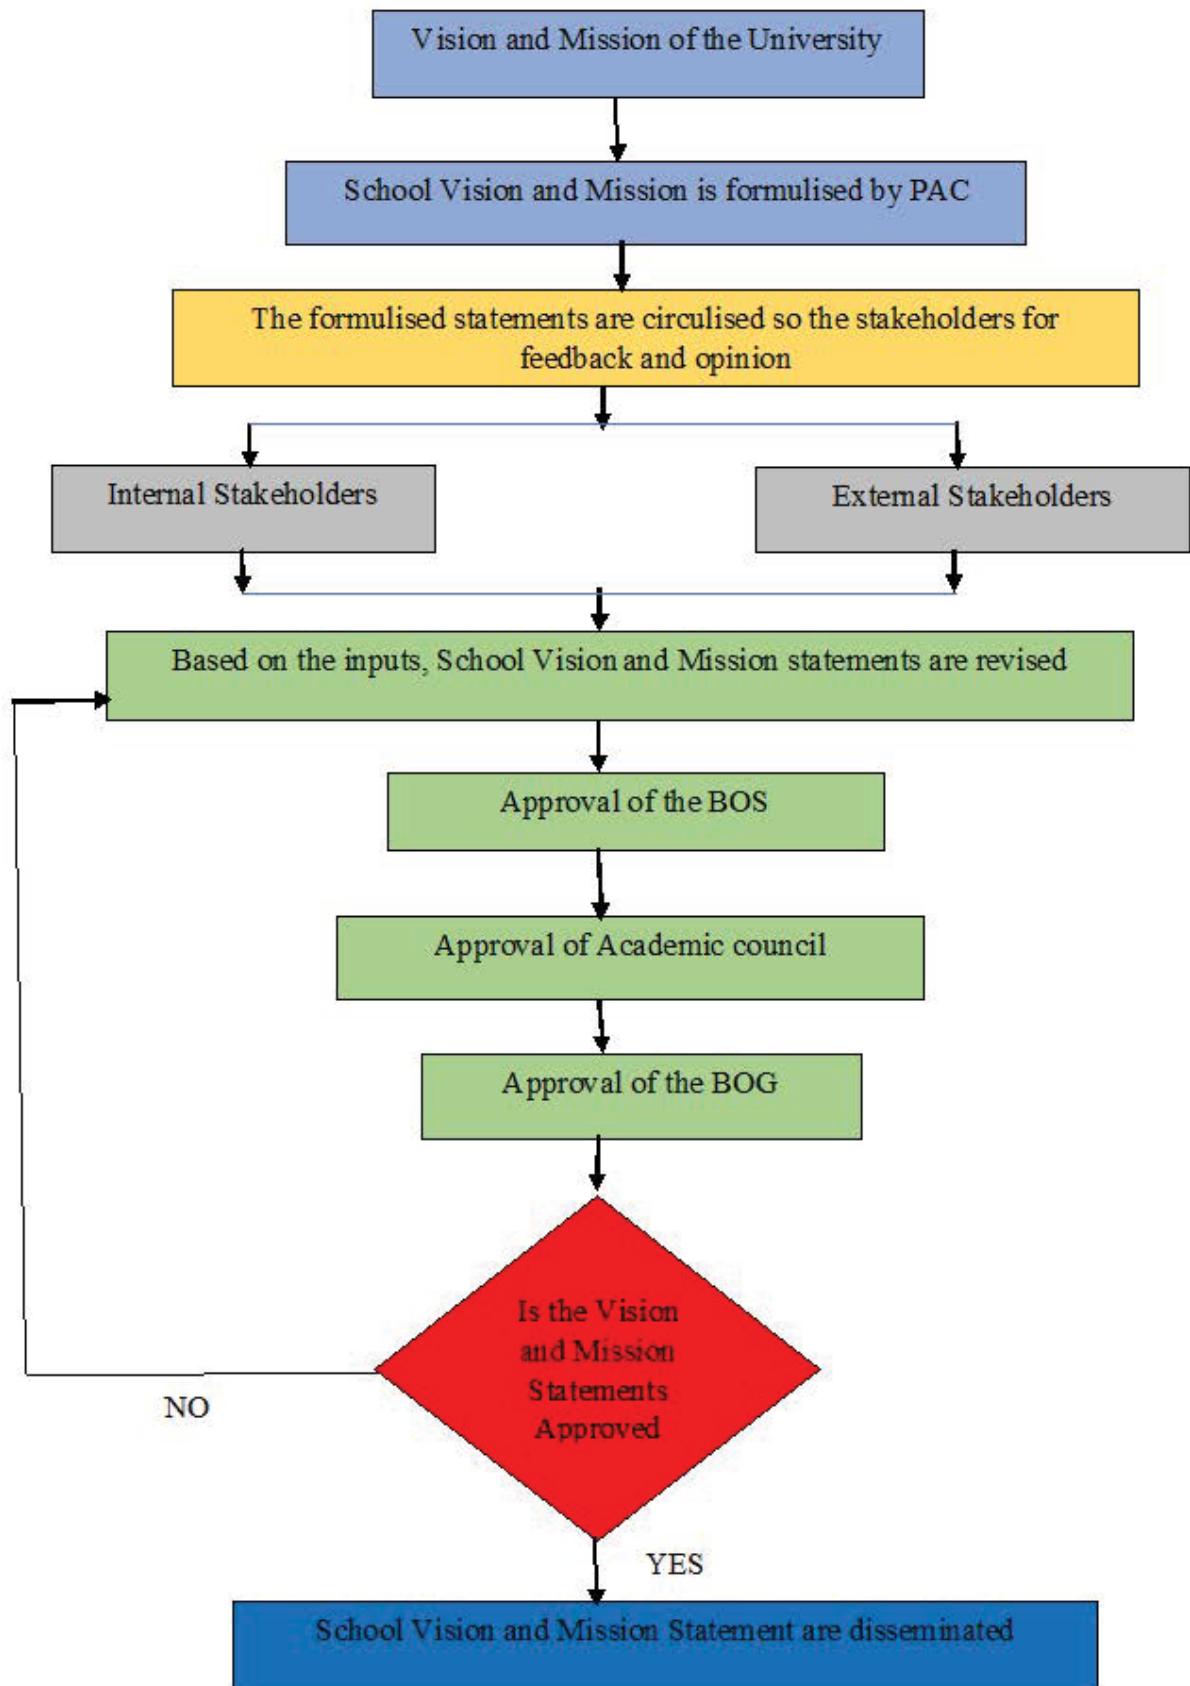 Vision and Mission of the University
School Vision and Mission is formulised by PAC
The formulised statements are circulised so the stakeholders for
feedback and opinion
Internal Stakeholders
External Stakeholders
Based on the inputs, School Vision and Mission statements are revised
Approval of the BOS
Approval of Academic council
Approval of the BOG
Is the Vision
and Mission
Statements
Approved
NO
YES
School Vision and Mission Statement are disseminated